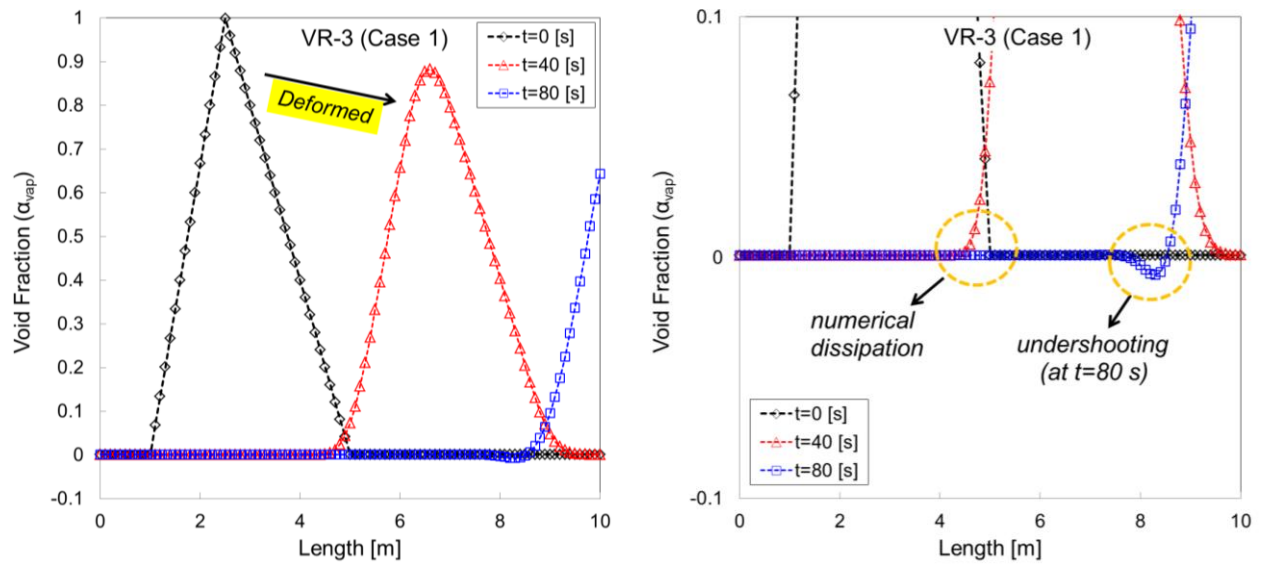 VR-3 (Case 1)
t=0 [s]
t=40 [s]
t=80 [s]
Deformed
Void Fraction (αvap)
1
0.9
0.8
0.7
0.6
0.5
0.4
0.3
0.2
0.1
0
-0.1
0 2 4 6 8 10
Length [m]
VR-3 (Case 1)
Void Fraction (αvap)
0.1
0
-0.1
numerical
dissipation
undershooting
(at t=80 s)
t=0 [s]
t=40 [s]
t=80 [s]
0 2 4 6 8 10
Length [m]